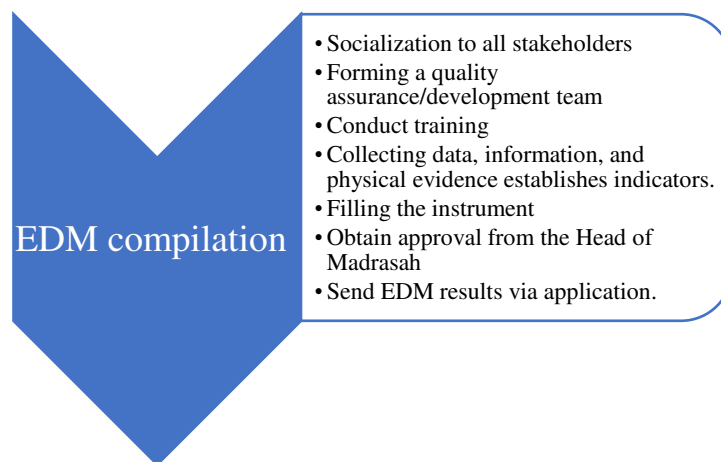 EDM compilation
• Socialization to all stakeholders
• Forming a quality
assurance/development team
• Conduct training
• Collecting data, information, and
physical evidence establishes indicators.
• Filling the instrument
• Obtain approval from the Head of
Madrasah
• Send EDM results via application.